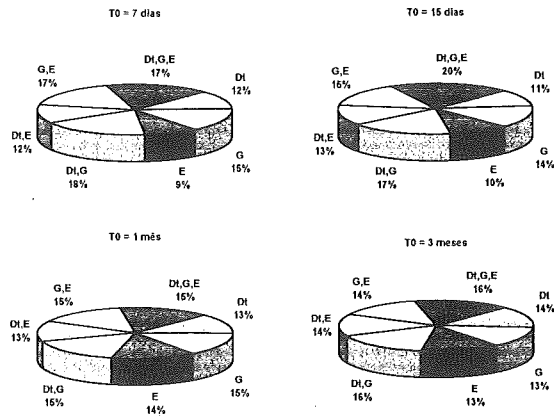 T0 = 7 dias
G,E
17%
Dt,G,E
17%
Dt
12%
Dt,E
12%
Dt,G
18%
E
9%
G
15%
T0 = 15 dias
G,E
15%
Dt,G,E
20%
Dt
11%
Dt,E
13%
Dt,G
17%
E
10%
G
14%
T0 = 1 mês
G,E
15%
Dt,G,E
15%
Dt
13%
Dt,E
13%
Dt,G
15%
E
14%
G
15%
T0 = 3 meses
G,E
14%
Dt,G,E
16%
Dt
14%
Dt,E
14%
Dt,G
16%
E
13%
G
13%